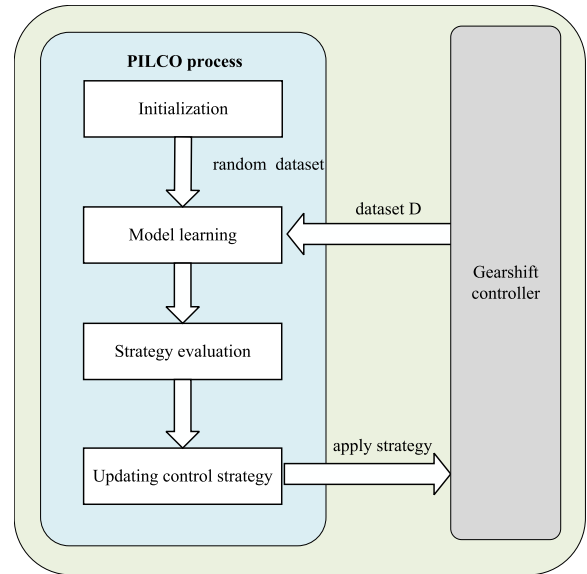 PILCO process
Initialization
random dataset
Model learning
dataset D
Gearshift
controller
Strategy evaluation
Updating control strategy
apply strategy